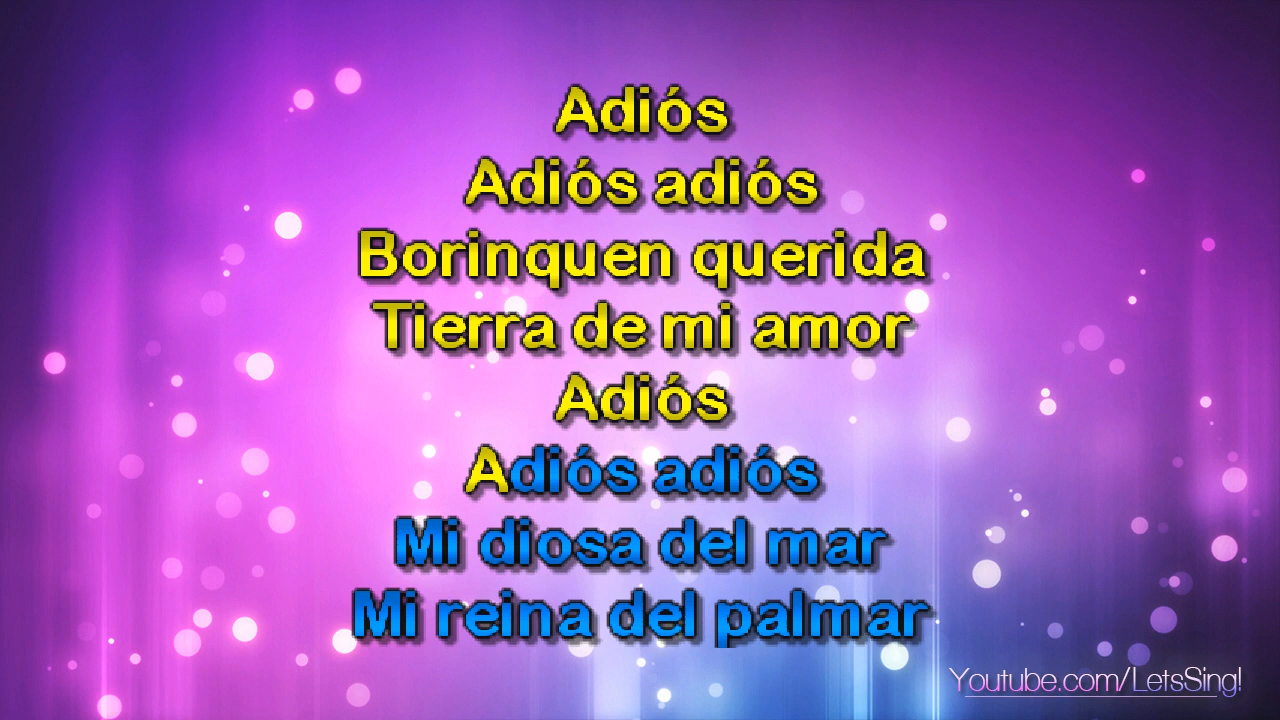 Adiós
Adiós adiós
Borinquen querida
Tierra de mi amor
Adiós
Adiós adiós
Mi diosa del mar
Mi reina del palmar
Youtube.com/LetsSing!